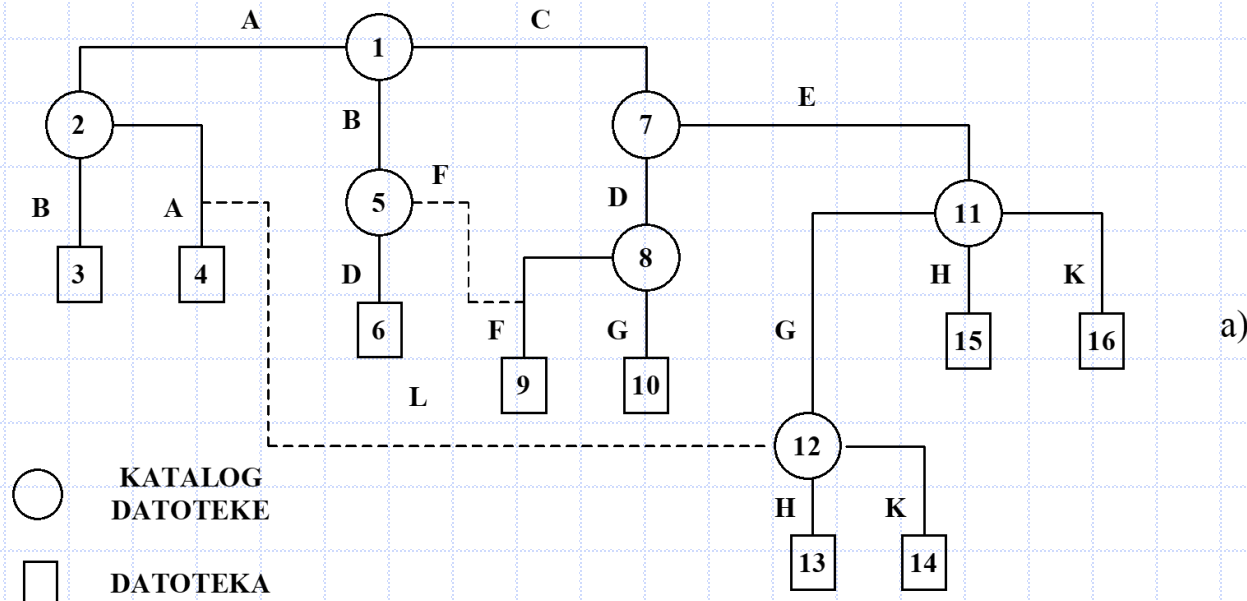 A
C
1
E
B
2
7
F
B
A
5
D
11
8
D
H
K
3
4
F
G
G
6
15
16
a)
9
10
L
12
KATALOG
DATOTEKE
H
K
13
14
DATOTEKA